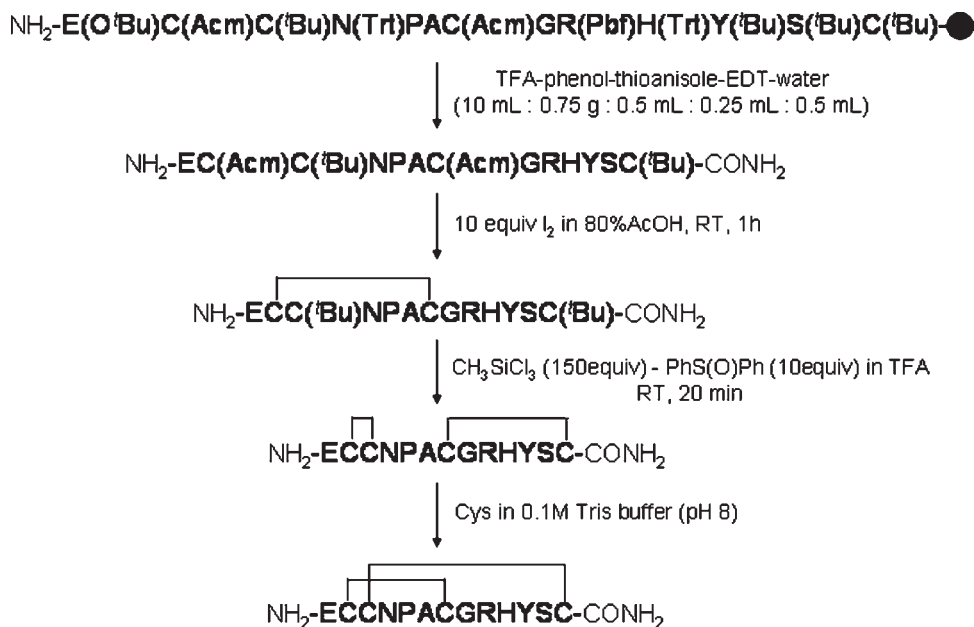 NH₂-E(OᵗBu)C(Acm)C(ᵗBu)N(Trt)PAC(Acm)GR(Pbf)H(Trt)Y(ᵗBu)S(ᵗBu)C(ᵗBu)-
TFA-phenol-thioanisole-EDT-water
(10 mL : 0.75 g : 0.5 mL : 0.25 mL : 0.5 mL)
NH₂-EC(Acm)C(ᵗBu)NPAC(Acm)GRHYSC(ᵗBu)-CONH₂
10 equiv I₂ in 80%AcOH, RT, 1h
NH₂-ECC(ᵗBu)NPACGRHYSC(ᵗBu)-CONH₂
CH₃SiCl₃ (150equiv) - PhS(O)Ph (10equiv) in TFA
RT, 20 min
NH₂-ECCNPACGRHYSC-CONH₂
Cys in 0.1M Tris buffer (pH 8)
NH₂-ECCNPACGRHYSC-CONH₂